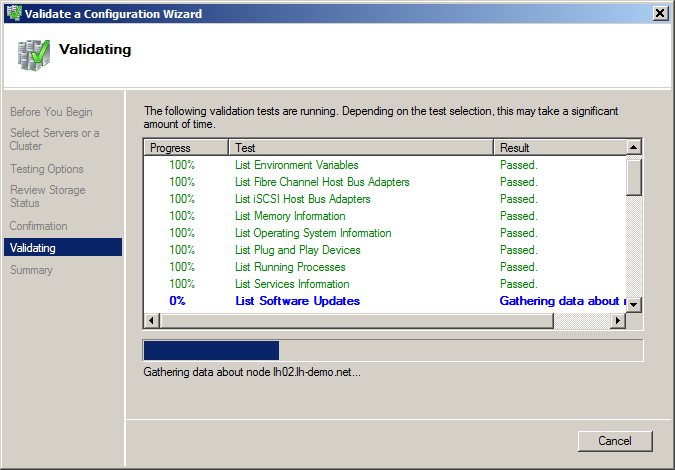 Validate a Configuration Wizard
Validating
Before You Begin
Select Servers or a
Cluster
Testing Options
Review Storage
Status
Confirmation
Validating
Summary
The following validation tests are running. Depending on the test selection, this may take a significant
amount of time.
Progress Test Result
100% List Environment Variables Passed.
100% List Fibre Channel Host Bus Adapters Passed.
100% List iSCSI Host Bus Adapters Passed.
100% List Memory Information Passed.
100% List Operating System Information Passed.
100% List Plug and Play Devices Passed.
100% List Running Processes Passed.
100% List Services Information Passed.
0% List Software Updates Gathering data about
Gathering data about node lh02.lh-demo.net...
Cancel